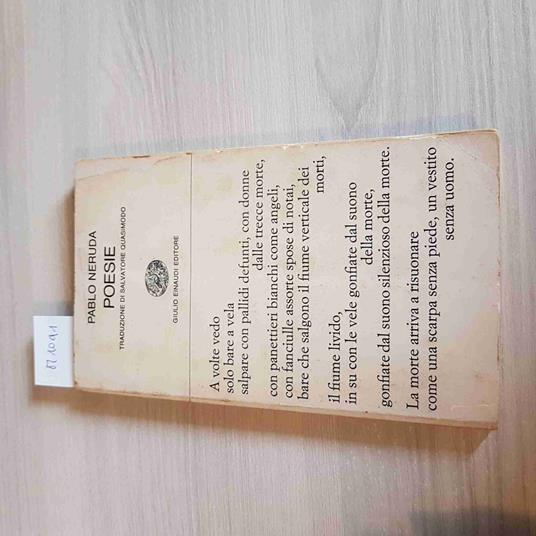 PABLO NERUDA
POESIE
TRADUZIONE DI SALVATORE QUASIMODO
GIULIO EINAUDI EDITORE
A volte vedo
solo bare a vela
salpare con pallidi defunti, con donne
dalle trecce morte,
con panettieri bianchi come angeli,
con fanciulle assorte spose di notai,
bare che salgono il fiume verticale dei
morti,
il fiume livido,
in su con le vele gonfiate dal suono
della morte,
gonfiate dal suono silenzioso della morte.
La morte arriva a risuonare
come una scarpa senza piede, un vestito
senza uomo.